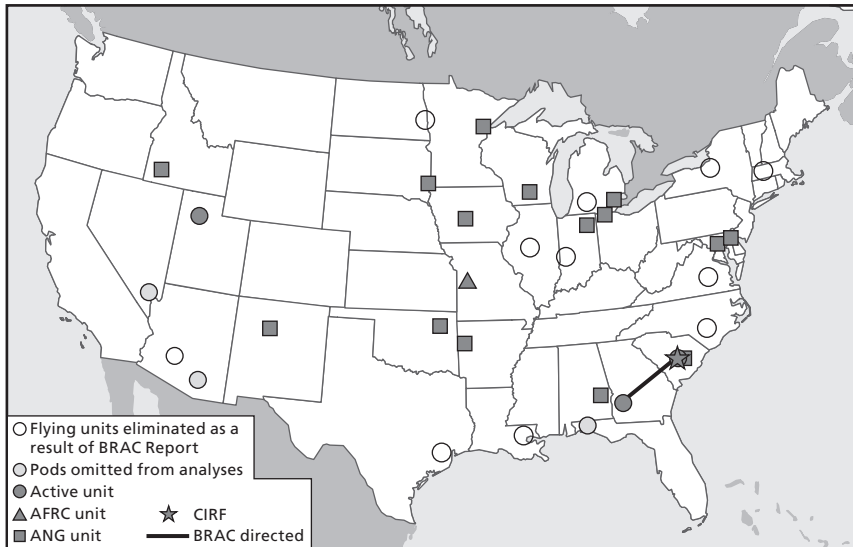 Flying units eliminated as a
result of BRAC Report
Pods omitted from analyses
Active unit
AFRC unit
CIRF
ANG unit
BRAC directed